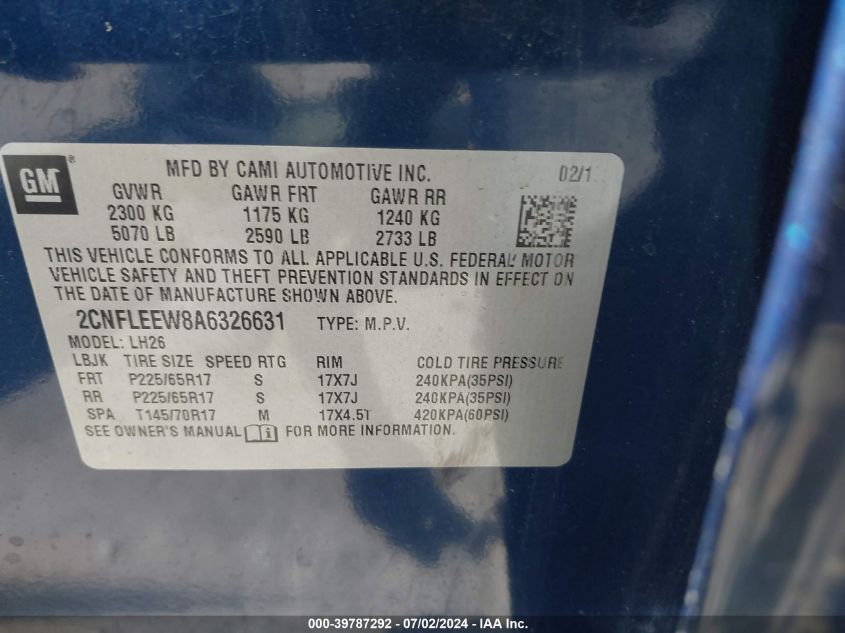 GM®
MFD BY CAMI AUTOMOTIVE INC. 02/1
GVWR GAWR FRT GAWR RR
2300 KG 1175 KG 1240 KG
5070 LB 2590 LB 2733 LB
THIS VEHICLE CONFORMS TO ALL APPLICABLE U.S. FEDERAL MOTOR
VEHICLE SAFETY AND THEFT PREVENTION STANDARDS IN EFFECT ON
THE DATE OF MANUFACTURE SHOWN ABOVE.
2CNFLEEW8A6326631 TYPE: M.P.V.
MODEL: LH26
LBJK TIRE SIZE SPEED RTG RIM COLD TIRE PRESSURE
FRT P225/65R17 S 17X7J 240KPA(35PSI)
RR P225/65R17 S 17X7J 240KPA(35PSI)
SPA T145/70R17 M 17X4.5T 420KPA(60PSI)
SEE OWNER'S MANUAL FOR MORE INFORMATION.
000-39787292 - 07/02/2024 - IAA Inc.